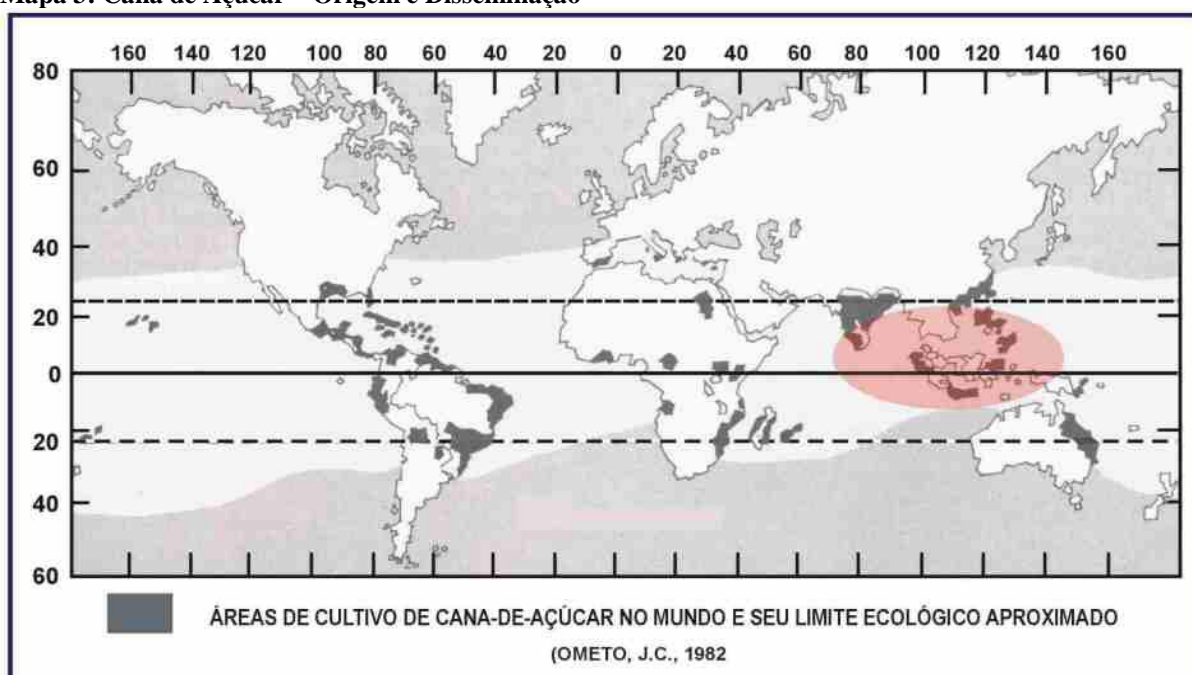 Mapa 3: Cana de Açúcar – Origem e Disseminação
160 140 120 100 80 60 40 20 0 20 40 60 80 100 120 140 160
80
60
40
20
0
20
40
60
ÁREAS DE CULTIVO DE CANA-DE-AÇÚCAR NO MUNDO E SEU LIMITE ECOLÓGICO APROXIMADO
(OMETO, J.C., 1982